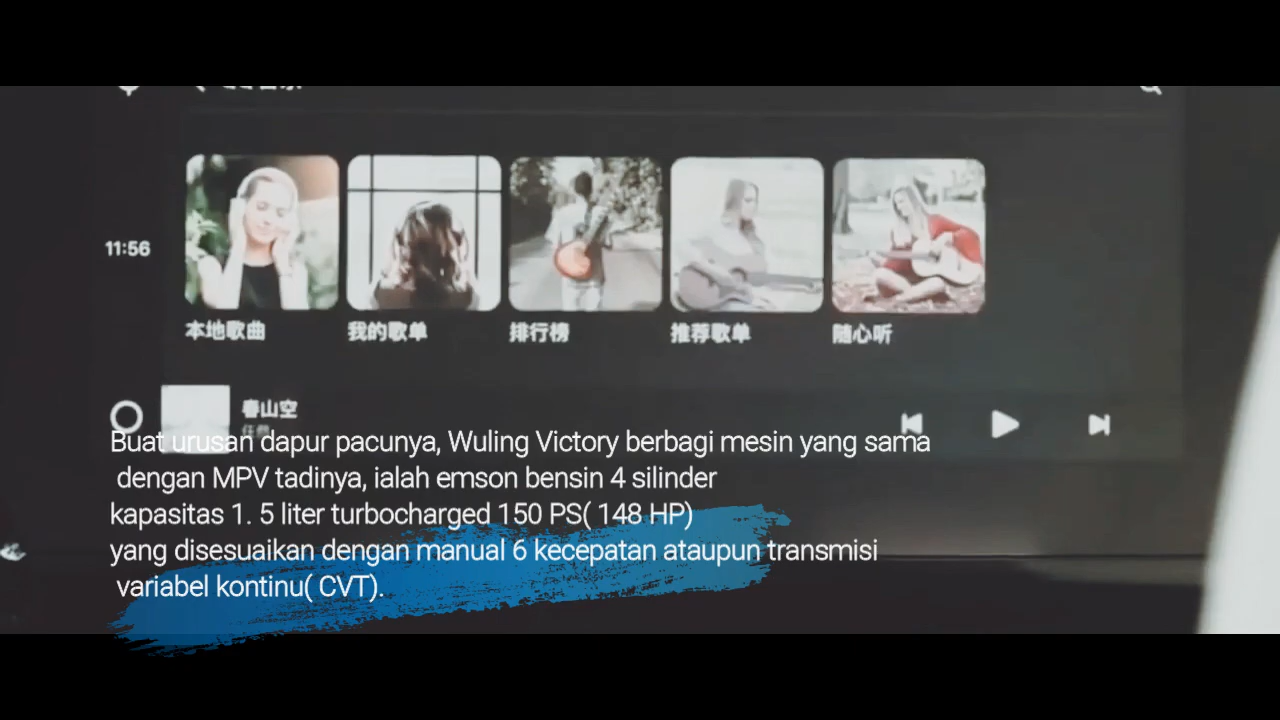 11:56
本地歌曲
我的歌单
排行榜
推荐歌单
随心听
春山空
Buat urusan dapur pacunya, Wuling Victory berbagi mesin yang sama
dengan MPV tadinya, ialah emson bensin 4 silinder
kapasitas 1. 5 liter turbocharged 150 PS( 148 HP)
yang disesuaikan dengan manual 6 kecepatan ataupun transmisi
variabel kontinu( CVT).